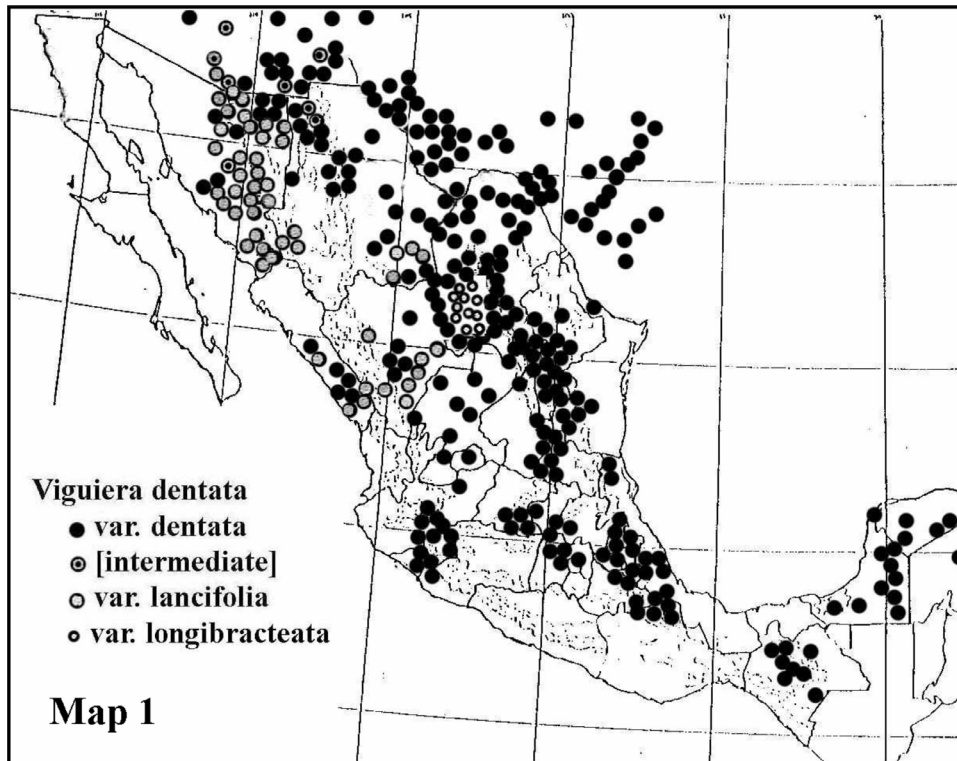 Viguiera dentata
var. dentata
[intermediate]
var. lancifolia
var. longibracteata
Map 1